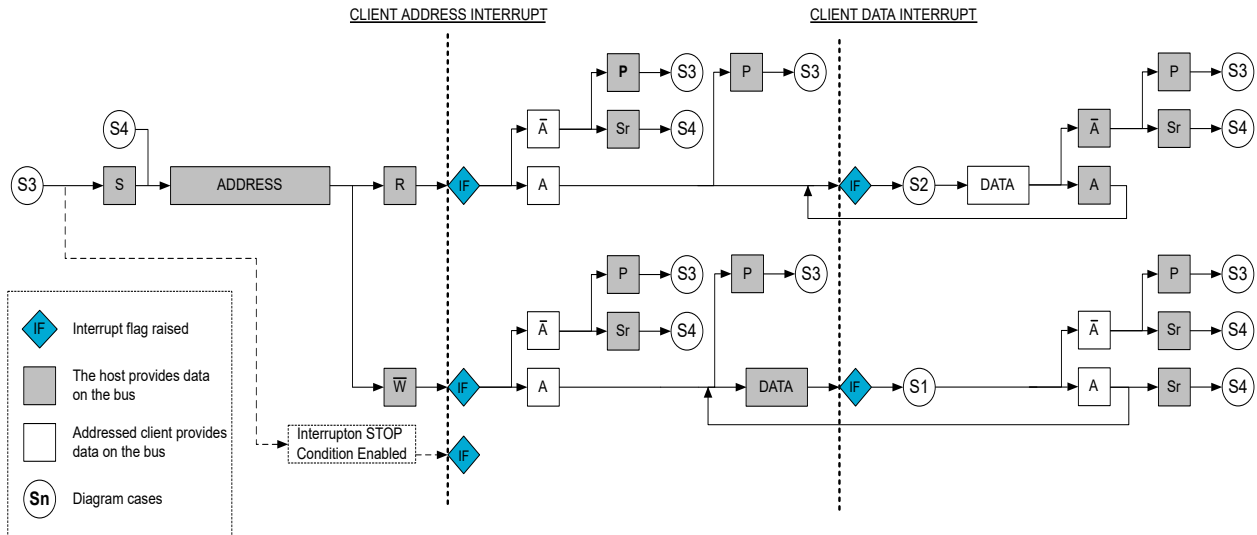 CLIENT ADDRESS INTERRUPT
CLIENT DATA INTERRUPT
P
S3
P
S3
P
S3
S4
A̅
Sr
S4
A̅
Sr
S4
S3
S
ADDRESS
R
IF
A
IF
S2
DATA
A
P
S3
P
S3
P
S3
IF
Interrupt flag raised
A̅
Sr
S4
A̅
Sr
S4
The host provides data
on the bus
W̅
IF
A
DATA
IF
S1
A
Sr
S4
Addressed client provides
data on the bus
Interrupton STOP
Condition Enabled
IF
Sn
Diagram cases